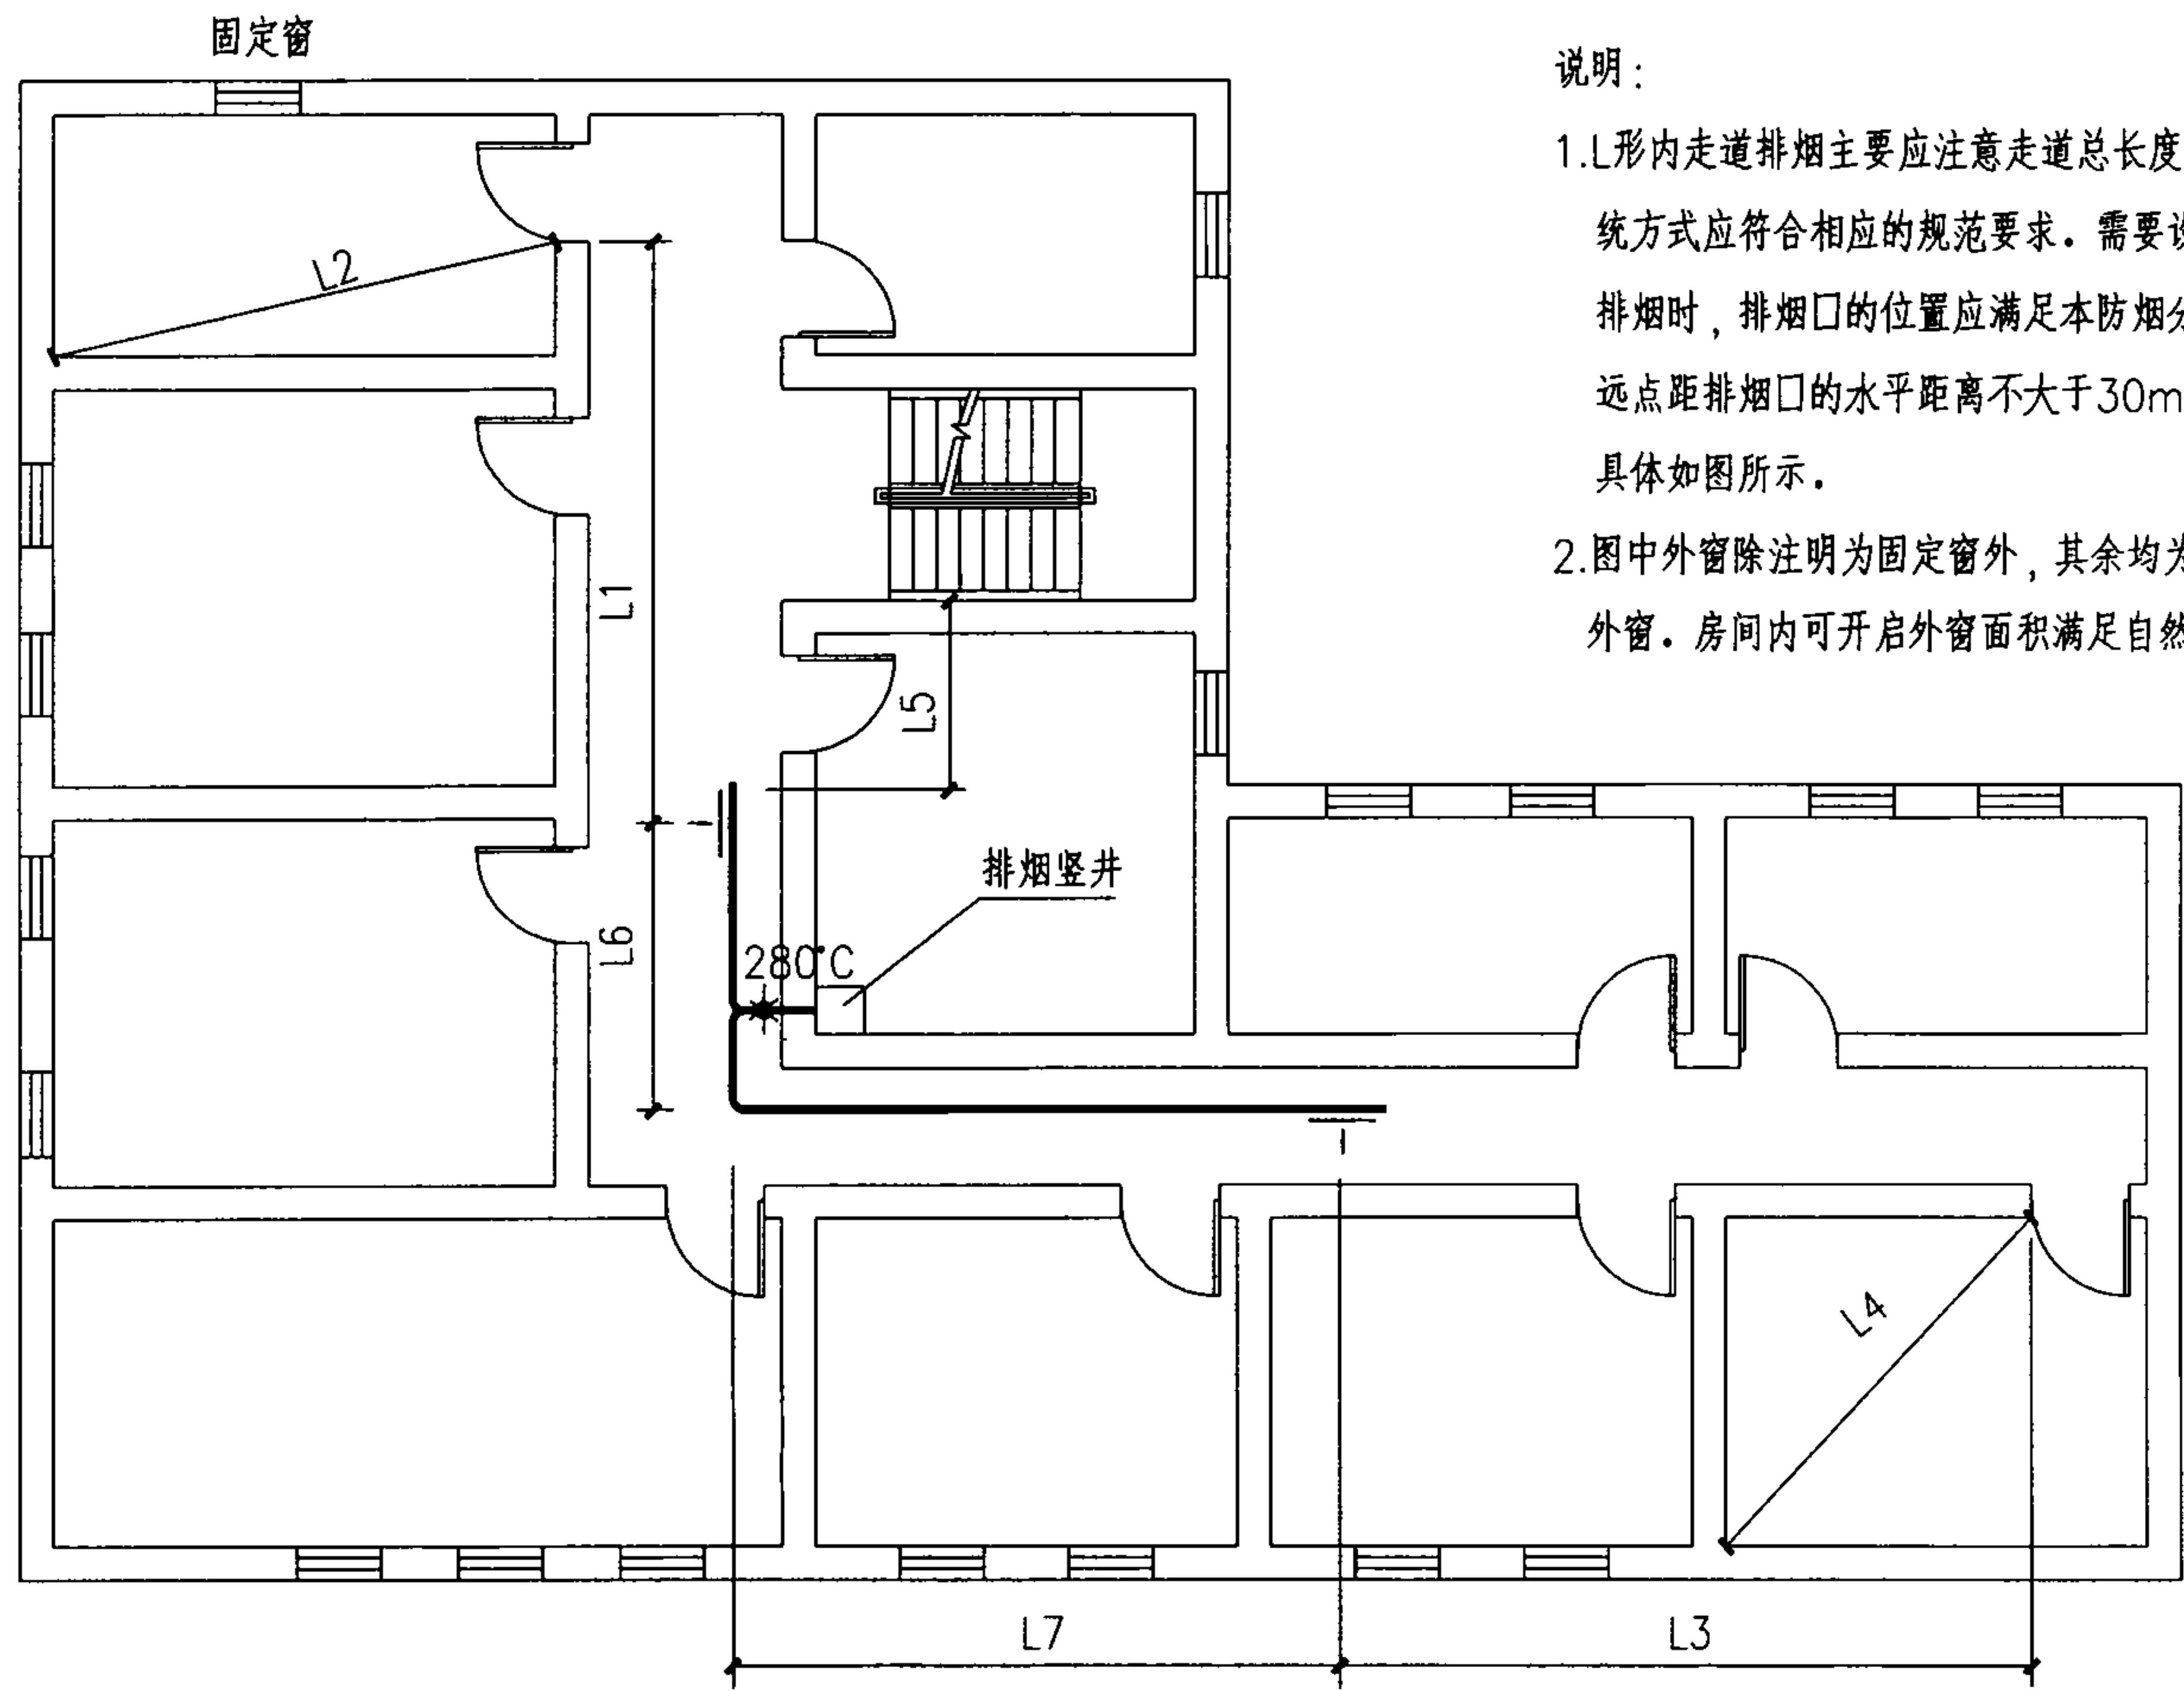 固定窗
说明：
1.L形内走道排烟主要应注意走道总长度
统方式应符合相应的规范要求。需要
排烟时，排烟口的位置应满足本防烟
远点距排烟口的水平距离不大于30m
具体如图所示。
2.图中外窗除注明为固定窗外，其余均为
外窗。房间内可开启外窗面积满足自然
L2
L1
L5
排烟竖井
L6
280°C
L4
L7
L3